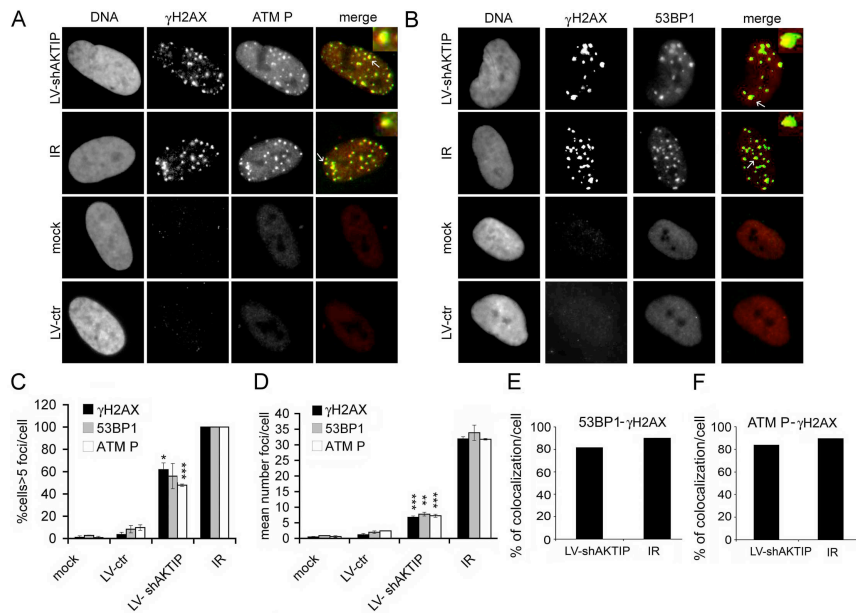 A
DNA γH2AX ATM P merge
LV-shAKTIP
IR
mock
LV-ctr
B
DNA γH2AX 53BP1 merge
LV-shAKTIP
IR
mock
LV-ctr
C
γH2AX
53BP1
ATM P
%cells>5 foci/cell
120
100
80
60
40
20
0
*
***
mock LV-ctr LV- shAKTIP IR
D
γH2AX
53BP1
ATM P
mean number foci/cell
40
35
30
25
20
15
10
5
0
*** ** ***
mock LV-ctr LV- shAKTIP IR
E
53BP1-γH2AX
% of colocalization/cell
100
80
60
40
20
0
LV-shAKTIP IR
F
ATM P-γH2AX
% of colocalization/cell
100
80
60
40
20
0
LV-shAKTIP IR